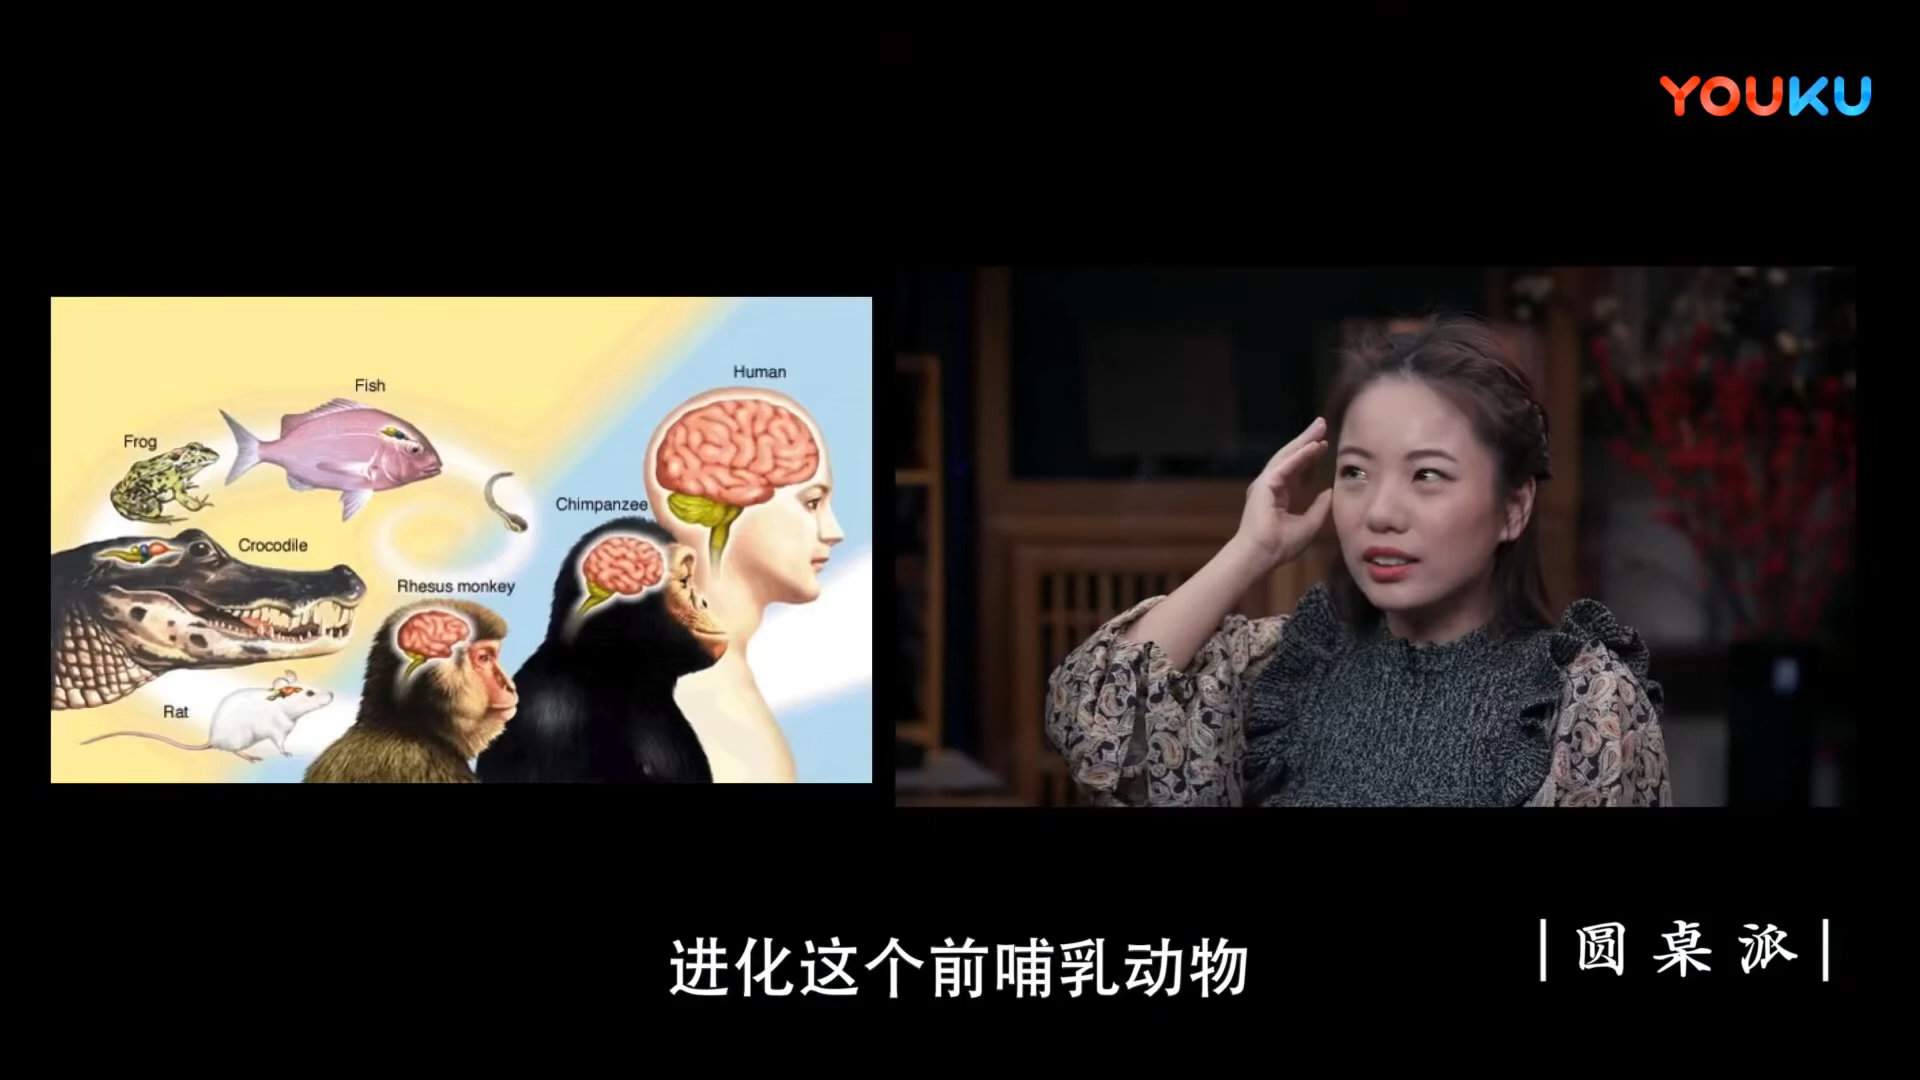 YOUKU
Human
Fish
Frog
Chimpanzee
Crocodile
Rhesus monkey
Rat
进化这个前哺乳动物
圆桌派